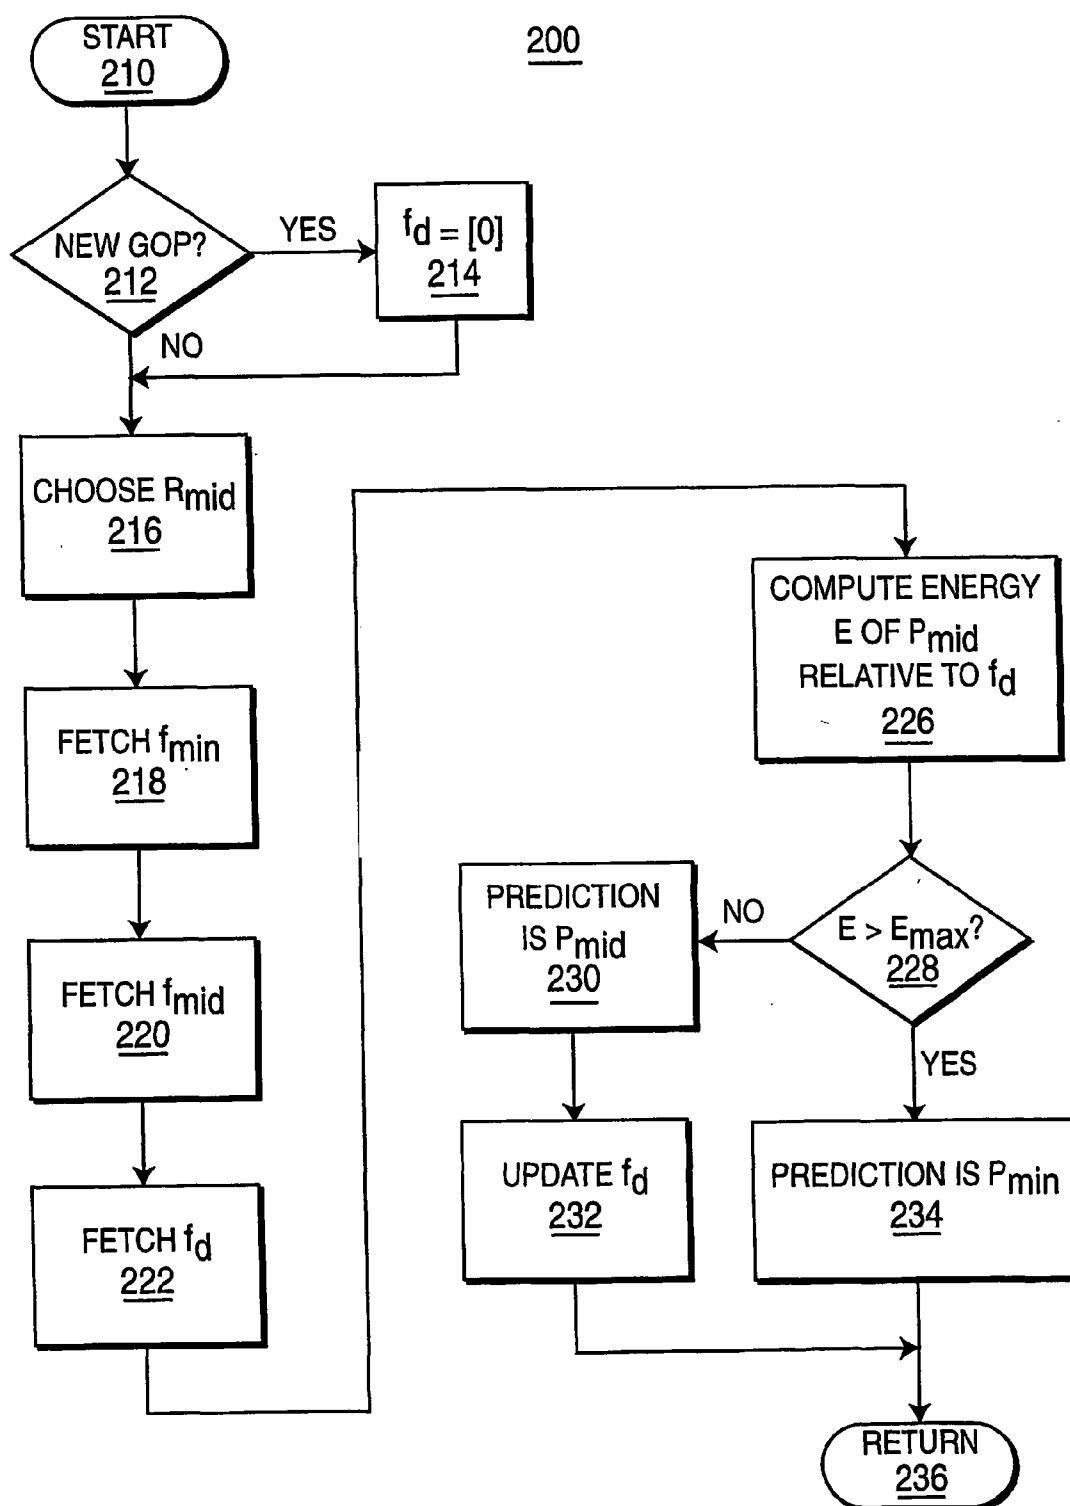 200
START
210
NEW GOP?
212
YES
fd = [0]
214
NO
CHOOSE Rmid
216
FETCH fmin
218
FETCH fmid
220
FETCH fd
222
COMPUTE ENERGY
E OF Pmid
RELATIVE TO fd
226
E > Emax?
228
NO
PREDICTION
IS Pmid
230
UPDATE fd
232
YES
PREDICTION IS Pmin
234
RETURN
236